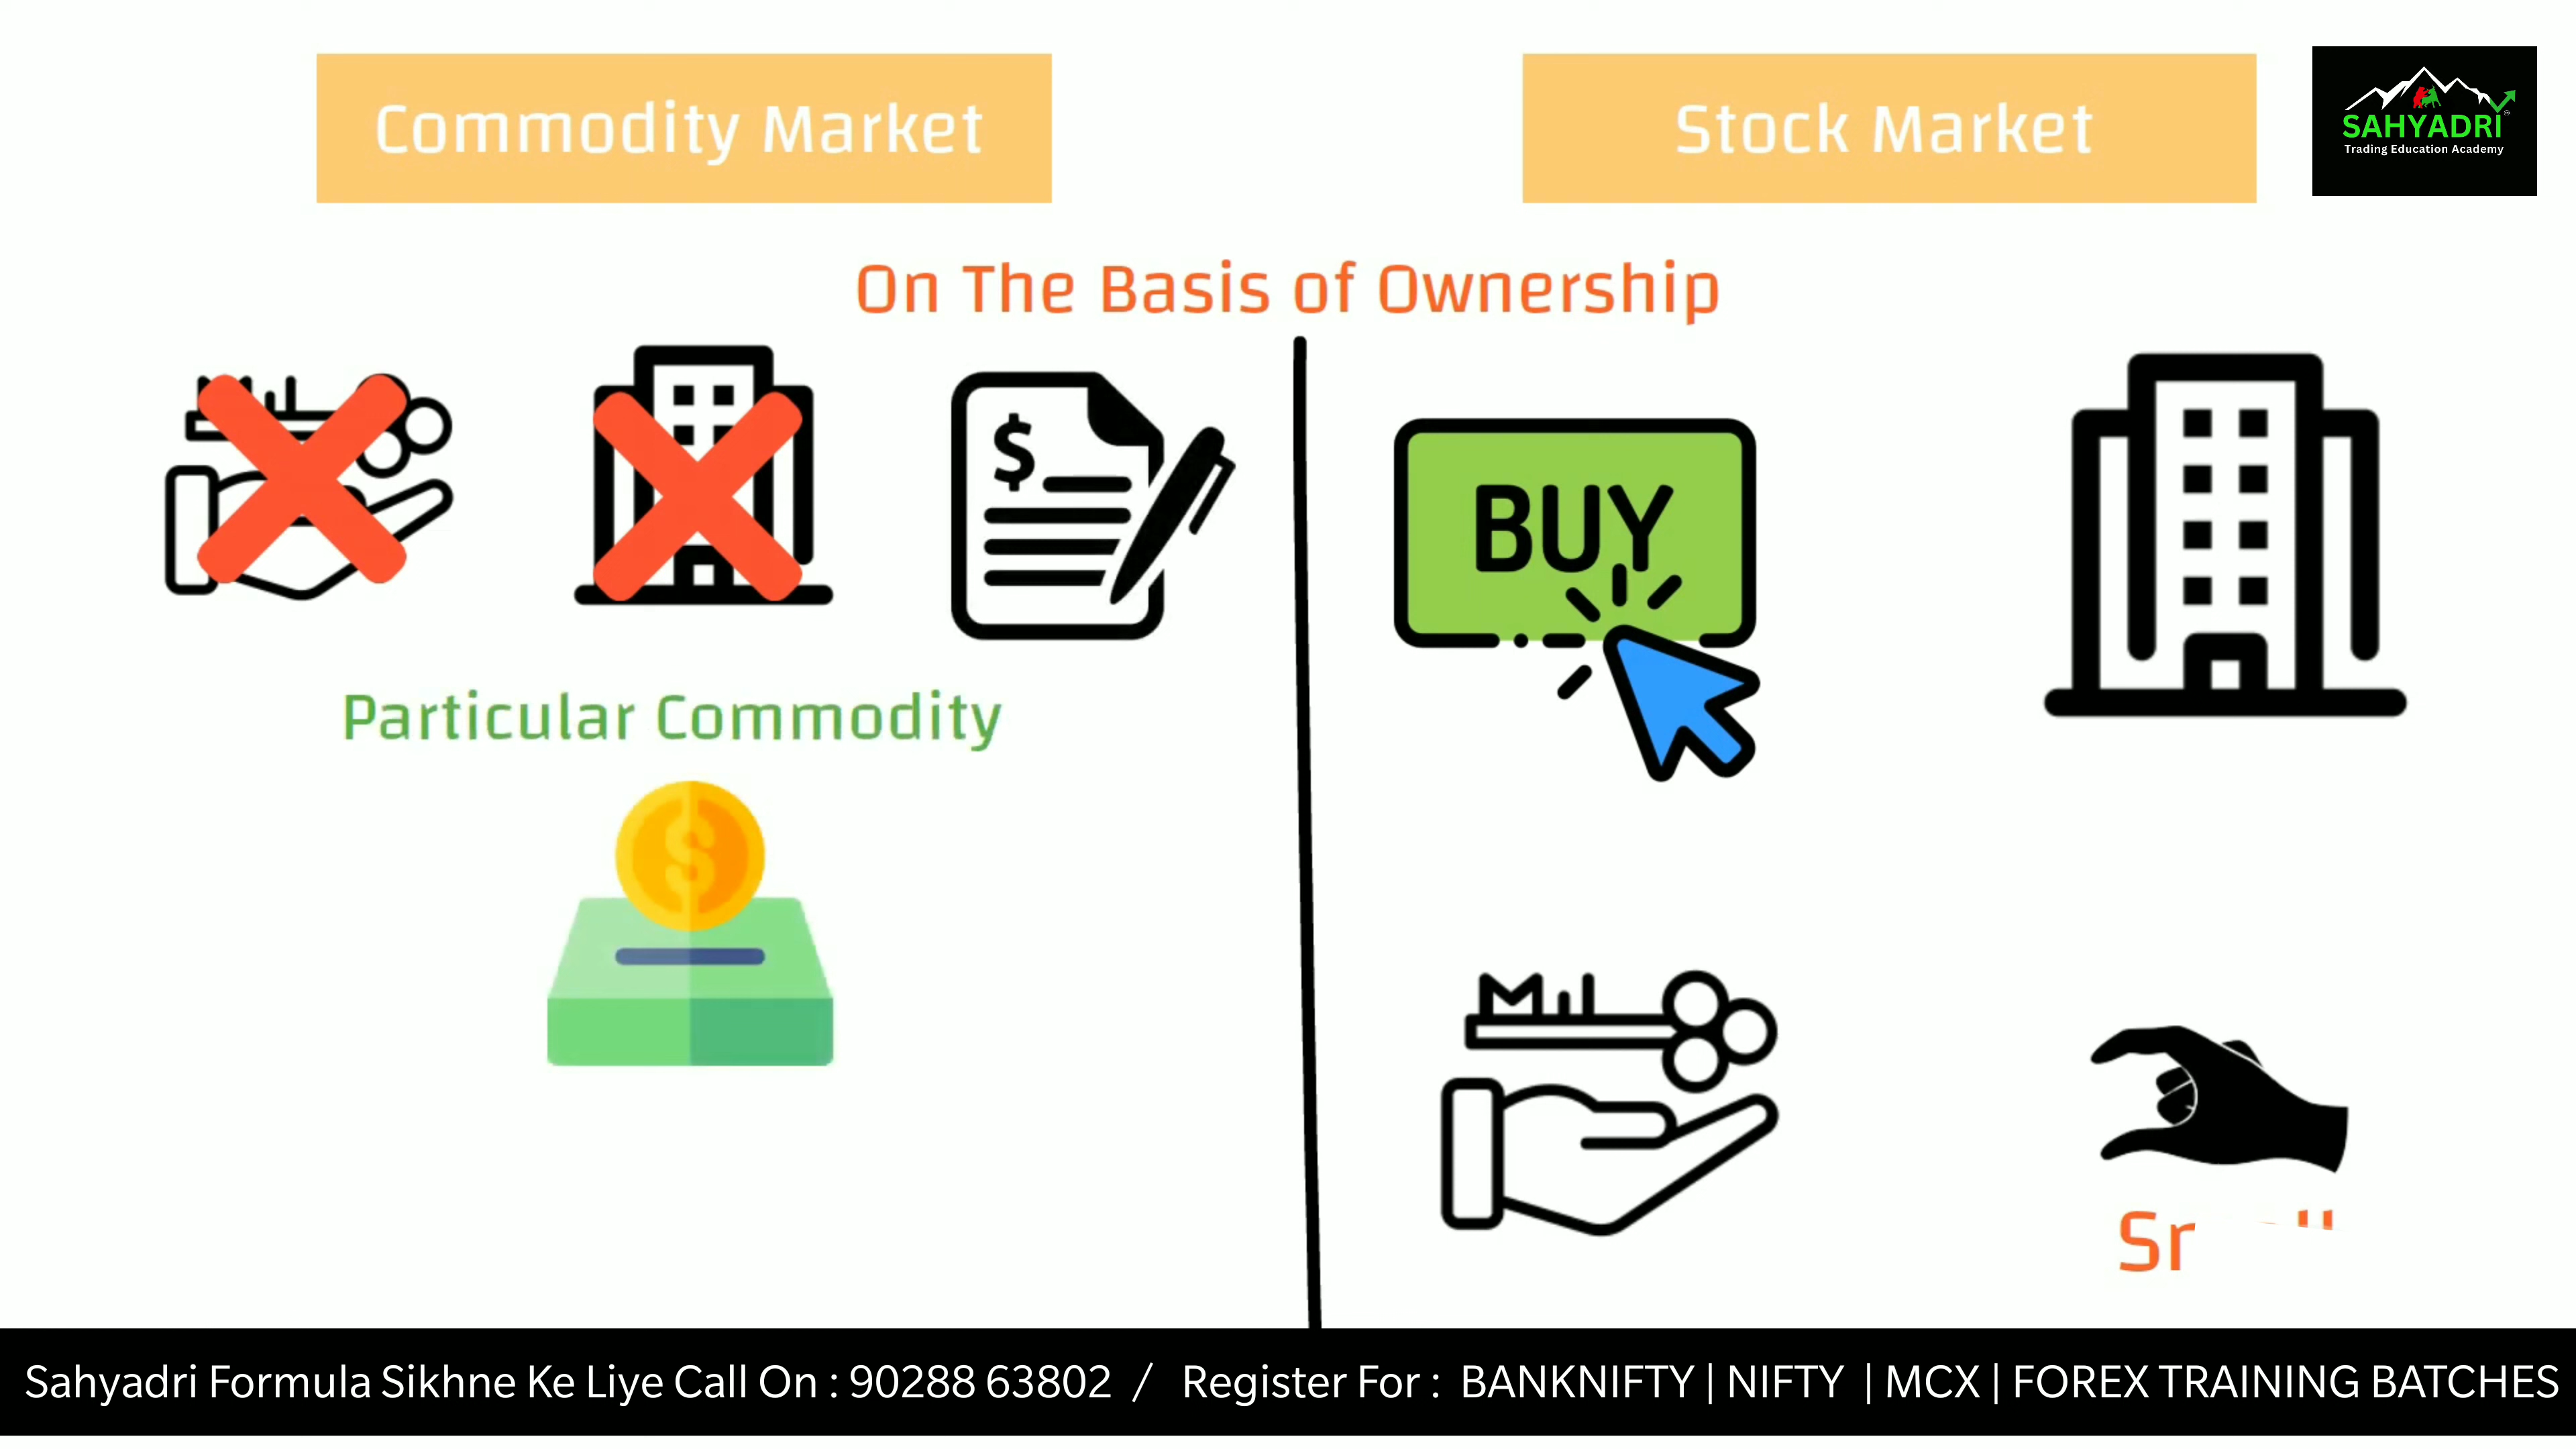 Commodity Market
Stock Market
SAHYADRI
Trading Education Academy
On The Basis of Ownership
$
BUY
Particular Commodity
$
Sahyadri Formula Sikhne Ke Liye Call On : 90288 63802 / Register For : BANKNIFTY | NIFTY | MCX | FOREX TRAINING BATCHES